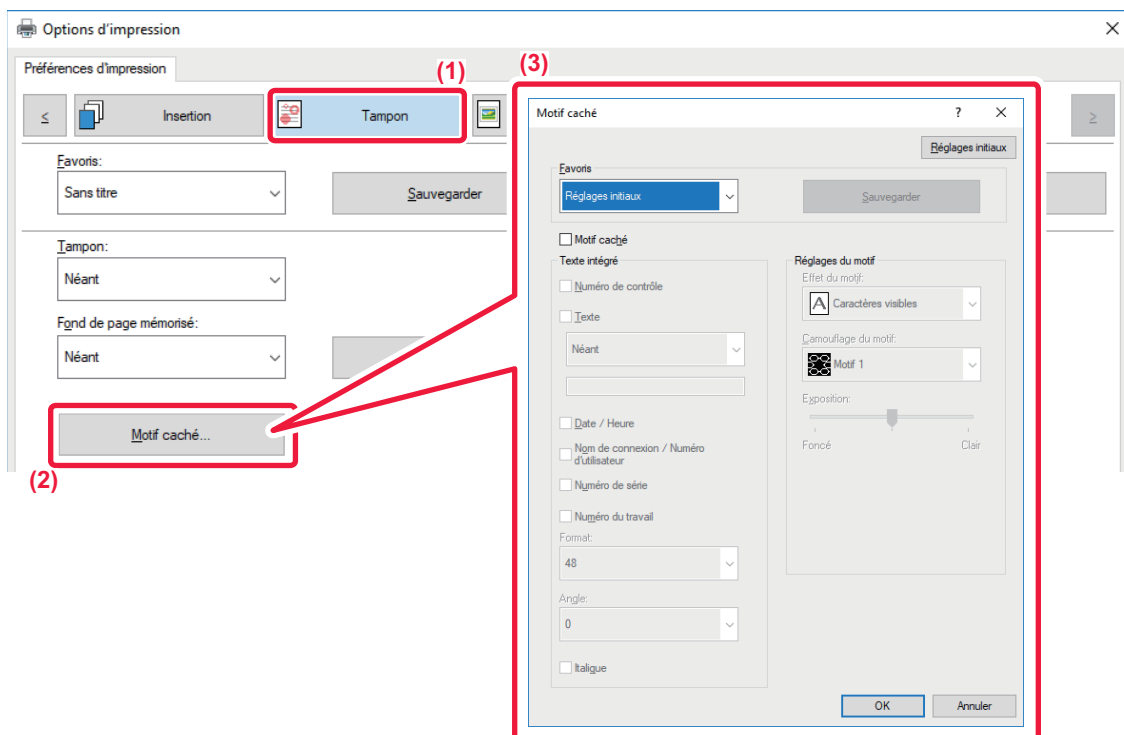 Options d'impression
Préférences d'impression
(1)
(3)
<
Insertion
Tampon
>
Favoris:
Sans titre
Sauvegarder
Tampon:
Néant
Fond de page mémorisé:
Néant
Motif caché...
(2)
Motif caché
?
Réglages initiaux
Favoris
Réglages initiaux
Sauvegarder
Motif caché
Texte intégré
Numéro de contrôle
Texte
Néant
Date / Heure
Nom de connexion / Numéro
d'utilisateur
Numéro de série
Numéro du travail
Format:
48
Angle:
0
Italique
Réglages du motif
Effet du motif:
A Caractères visibles
Camouflage du motif:
Motif 1
Exposition:
Foncé Clair
OK Annuler